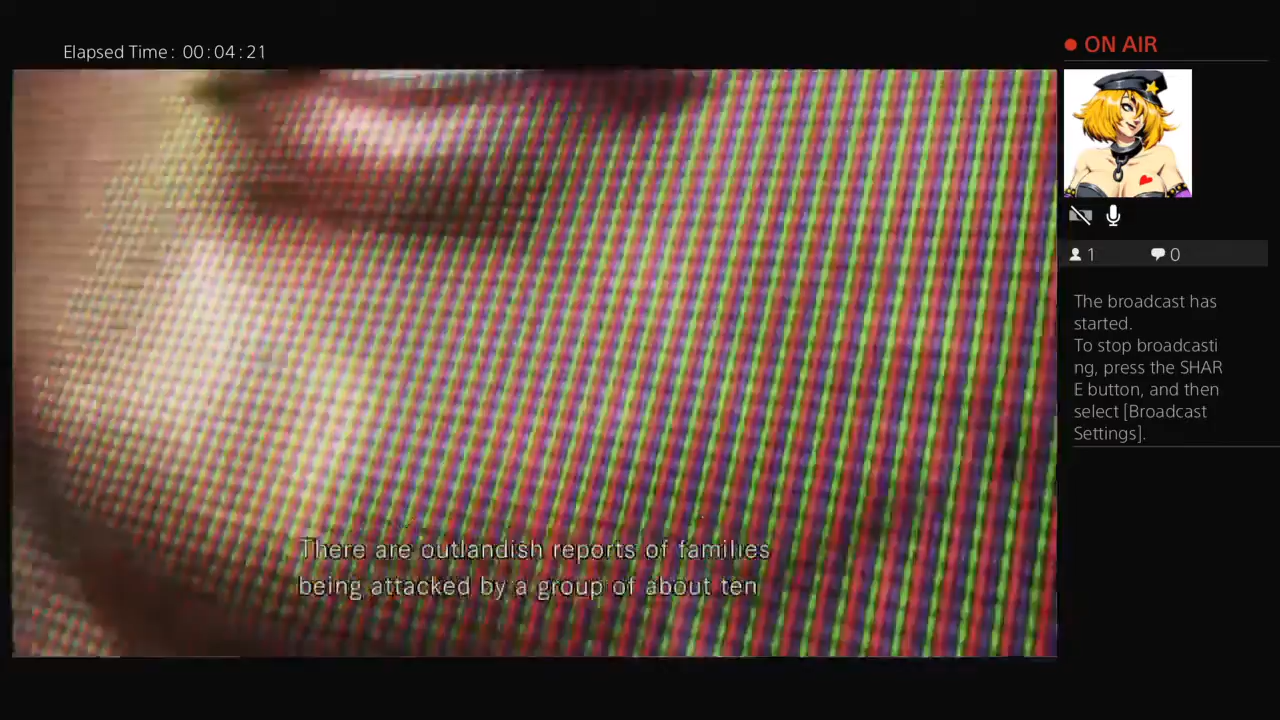 Elapsed Time: 00:04:21
ON AIR
1
0
The broadcast has
started.
To stop broadcasti
ng, press the SHAR
E button, and then
select [Broadcast
Settings].
There are outlandish reports of families
being attacked by a group of about ten